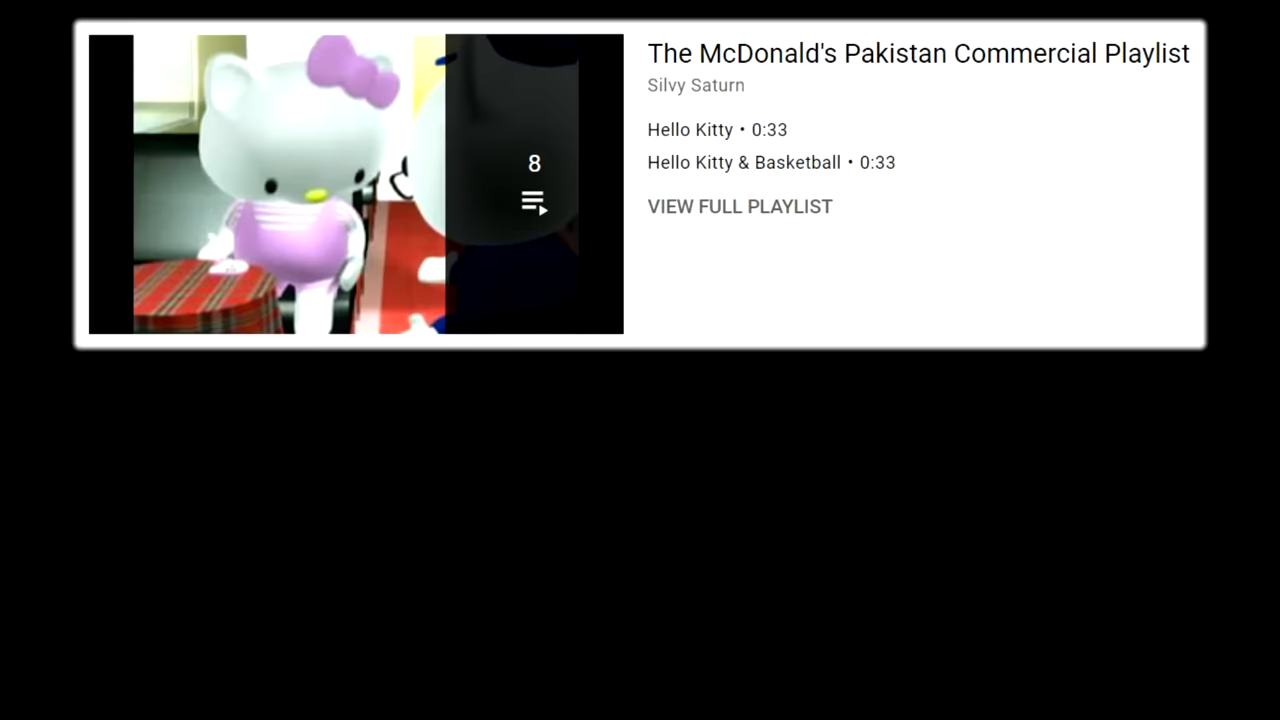 The McDonald's Pakistan Commercial Playlist
Silvy Saturn
Hello Kitty • 0:33
Hello Kitty & Basketball • 0:33
VIEW FULL PLAYLIST
8